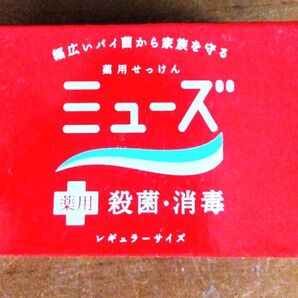 幅広いバイ菌から家族を守る
薬用せっけん
ミューズ
薬用 殺菌・消毒
レギュラーサイズ